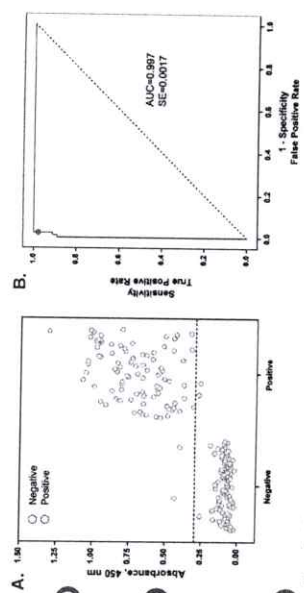 A.
Absorbance, 450 nm
1.50
1.25
1.00
0.75
0.50
0.25
0.00
Negative
Positive
Negative
Positive
B.
Sensitivity
True Positive Rate
1.0
0.8
0.6
0.4
0.2
0.0
AUC=0.997
SE=0.0017
0.0
0.2
0.4
0.6
0.8
1.0
1 - Specificity
False Positive Rate